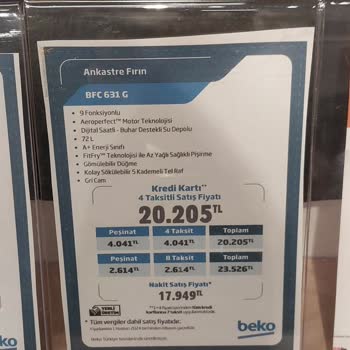 Ankastre Fırın
BFC 631 G
• 9 Fonksiyonlu
• Aeroperfect™ Motor Teknolojisi
• Dijital Saatli - Buhar Destekli Su Depolu
• 72 L
• A+ Enerji Sınıfı
• FitFry™ Teknolojisi ile Az Yağlı Sağlıklı Pişirme
• Gömülebilir Düğme
• Kolay Sökülebilir 5 Kademeli Tel Raf
• Gri Cam
Kredi Kartı**
4 Taksitli Satış Fiyatı
20.205TL
Peşinat 4 Taksit Toplam
4.041TL 4.041TL 20.205TL
Peşinat 8 Taksit Toplam
2.614TL 2.614TL 23.526TL
Nakit Satış Fiyatı*
17.949TL
YERLİ ÜRETİM
* Tüm vergiler dahil satış fiyatıdır.
beko